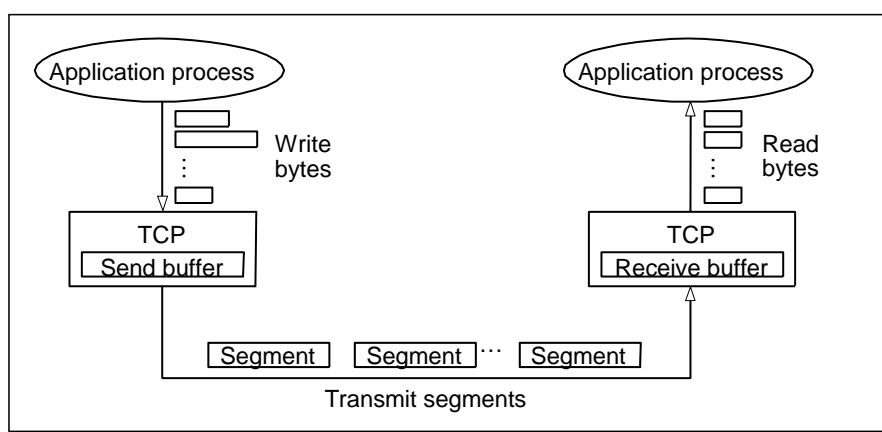 Application process
Application process
Write
bytes
Read
bytes
TCP
Send buffer
TCP
Receive buffer
Segment
Segment
...
Segment
Transmit segments